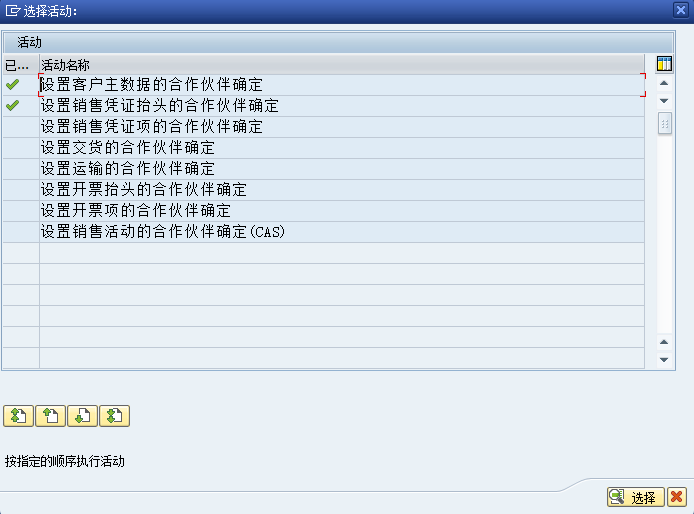 选择活动:
活动
已...
活动名称
设置客户主数据的合作伙伴确定
设置销售凭证抬头的合作伙伴确定
设置销售凭证项的合作伙伴确定
设置交货的合作伙伴确定
设置运输的合作伙伴确定
设置开票抬头的合作伙伴确定
设置开票项的合作伙伴确定
设置销售活动的合作伙伴确定(CAS)
按指定的顺序执行活动
选择